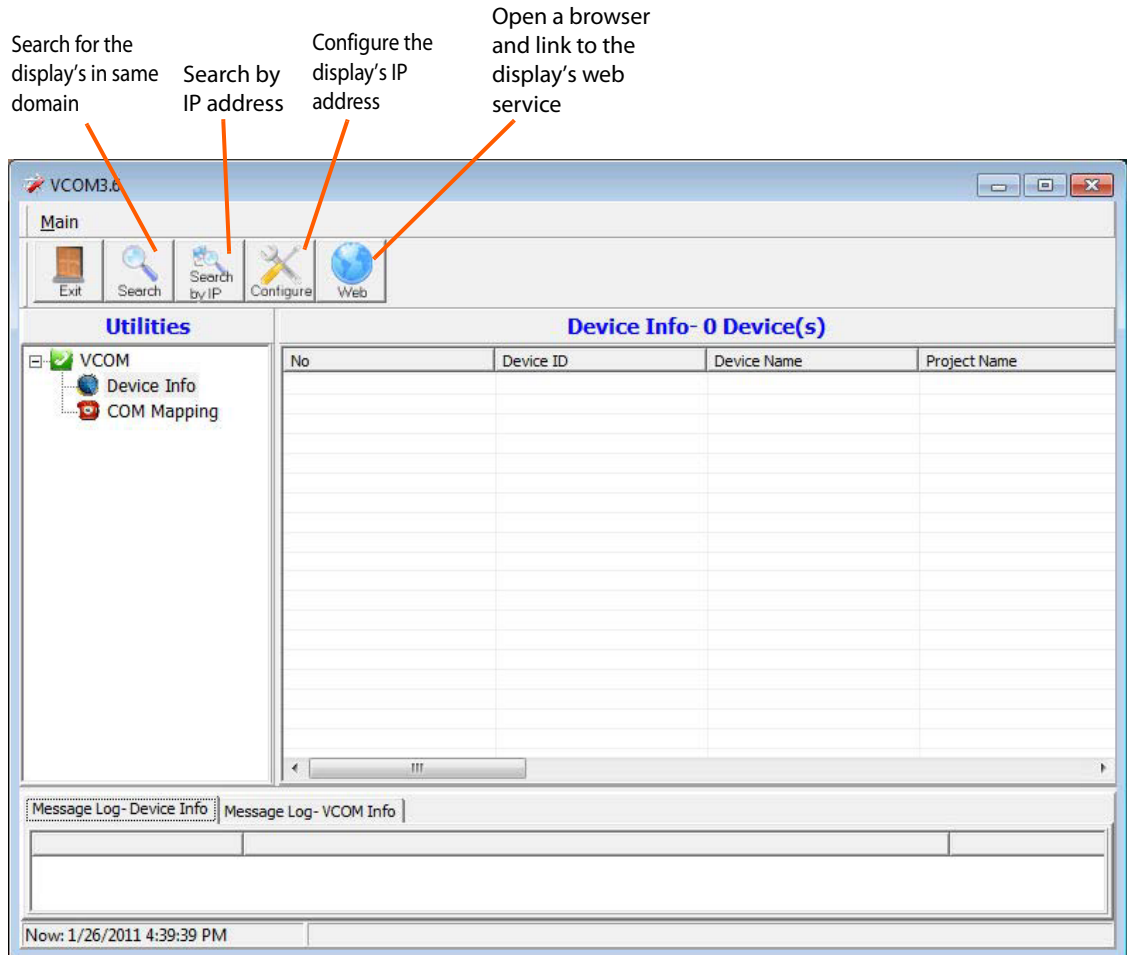 Search for the
display's in same
domain
Search by
IP address
Configure the
display's IP
address
Open a browser
and link to the
display's web
service
VCOM3.6
Main
Exit
Search
Search
by IP
Configure
Web
Utilities
Device Info- 0 Device(s)
VCOM
Device Info
COM Mapping
No Device ID Device Name Project Name
Message Log- Device Info Message Log- VCOM Info
Now: 1/26/2011 4:39:39 PM